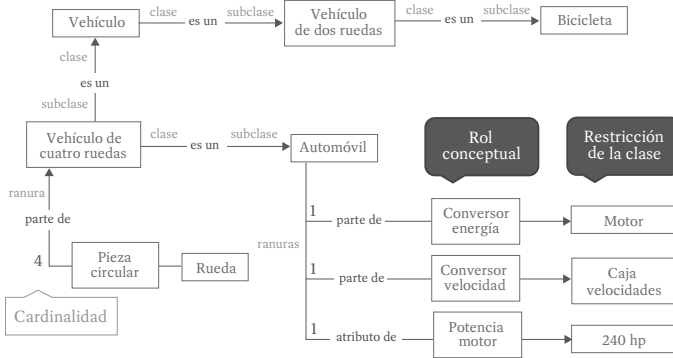 Vehículo
clase
es un
subclase
Vehículo
de dos ruedas
clase
es un
subclase
Bicicleta
clase
es un
subclase
Vehículo de
cuatro ruedas
clase
es un
subclase
Automóvil
Rol
conceptual
Restricción
de la clase
ranura
parte de
4
Pieza
circular
Rueda
Cardinalidad
ranuras
1
parte de
Conversor
energía
Motor
1
parte de
Conversor
velocidad
Caja
velocidades
1
atributo de
Potencia
motor
240 hp